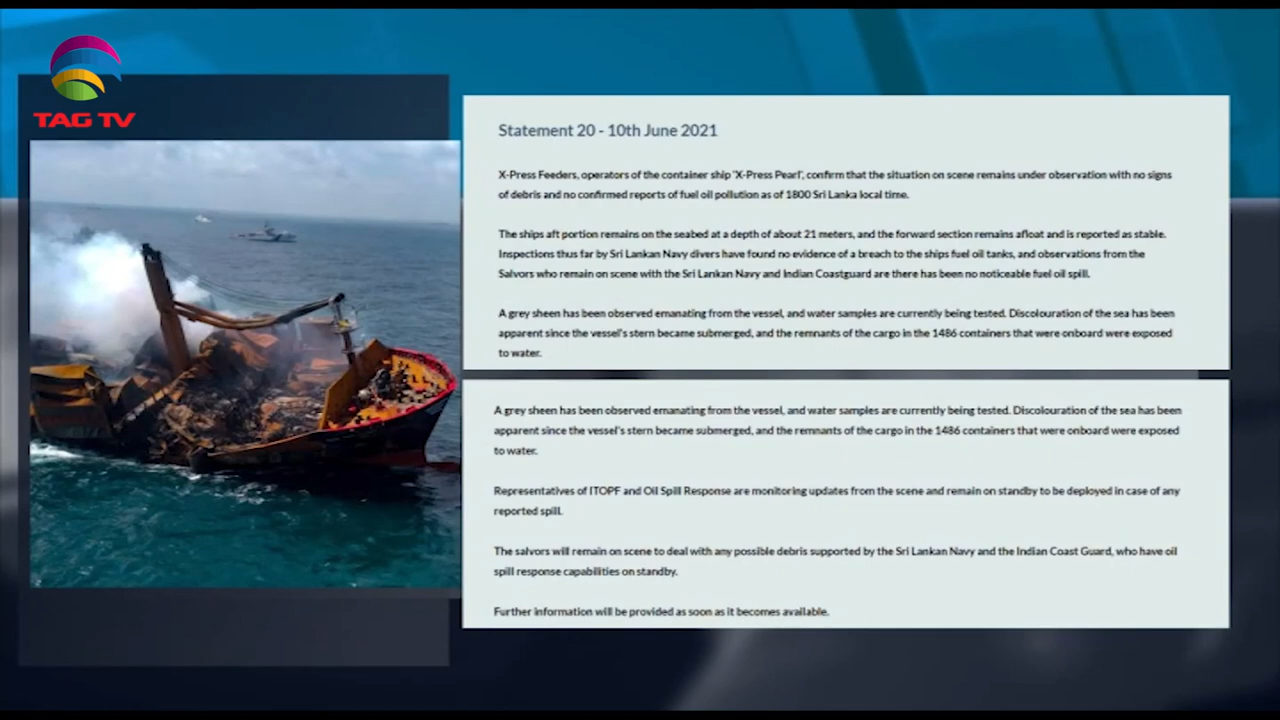 TAG TV
Statement 20 - 10th June 2021
X-Press Feeders, operators of the container ship 'X-Press Pearl', confirm that the situation on scene remains under observation with no signs
of debris and no confirmed reports of fuel oil pollution as of 1800 Sri Lanka local time.
The ships aft portion remains on the seabed at a depth of about 21 meters, and the forward section remains afloat and is reported as stable.
Inspections thus far by Sri Lankan Navy divers have found no evidence of a breach to the ships fuel oil tanks, and observations from the
Salvors who remain on scene with the Sri Lankan Navy and Indian Coastguard are there has been no noticeable fuel oil spill.
A grey sheen has been observed emanating from the vessel, and water samples are currently being tested. Discolouration of the sea has been
apparent since the vessel's stern became submerged, and the remnants of the cargo in the 1486 containers that were onboard were exposed
to water.
A grey sheen has been observed emanating from the vessel, and water samples are currently being tested. Discolouration of the sea has been
apparent since the vessel's stern became submerged, and the remnants of the cargo in the 1486 containers that were onboard were exposed
to water.
Representatives of ITOPF and Oil Spill Response are monitoring updates from the scene and remain on standby to be deployed in case of any
reported spill.
The salvors will remain on scene to deal with any possible debris supported by the Sri Lankan Navy and the Indian Coast Guard, who have oil
spill response capabilities on standby.
Further information will be provided as soon as it becomes available.